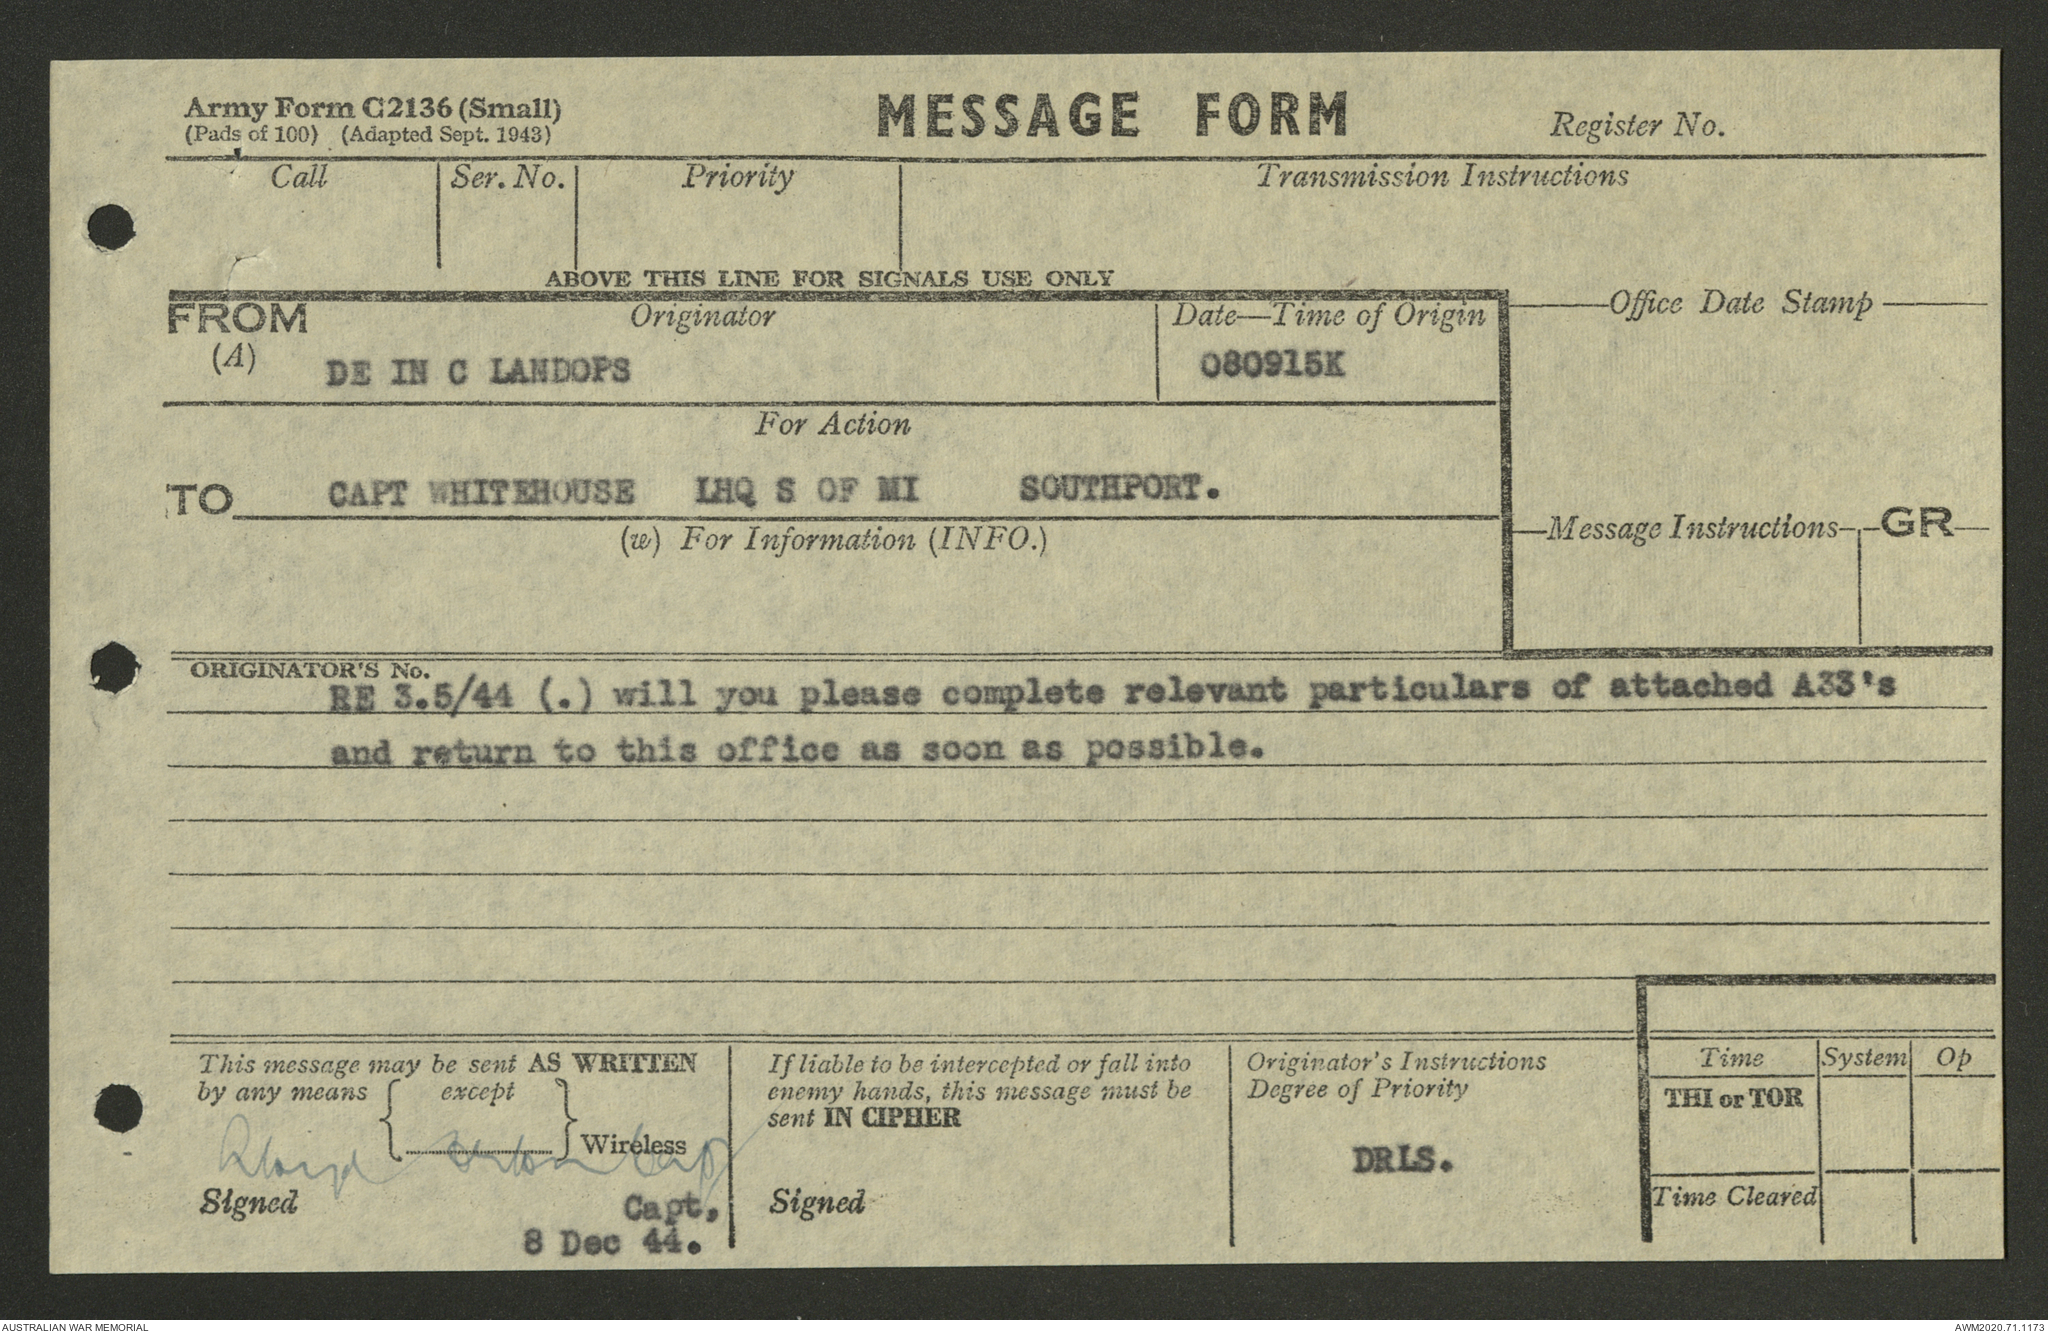 Army Form C2136 (Small)
(Pads of 100) (Adapted Sept. 1943)
MESSAGE FORM
Register No.
Call
Ser. No.
Priority
Transmission Instructions
ABOVE THIS LINE FOR SIGNALS USE ONLY
FROM
(A)
Originator
Date—Time of Origin
Office Date Stamp
DE IN C LANDOPS
080915K
For Action
TO
CAPT WHITEHOUSE LHQ S OF MI SOUTHPORT.
(w) For Information (INFO.)
Message Instructions
GR
ORIGINATOR'S No.
RE 3.5/44 (.) will you please complete relevant particulars of attached A33's
and return to this office as soon as possible.
This message may be sent AS WRITTEN
by any means
except
Wireless
Signed
Capt.
8 Dec 44.
If liable to be intercepted or fall into
enemy hands, this message must be
sent IN CIPHER
Signed
Originator's Instructions
Degree of Priority
DRLS.
Time
System
Op
THI or TOR
Time Cleared
AUSTRALIAN WAR MEMORIAL
AWM2020.71.1173